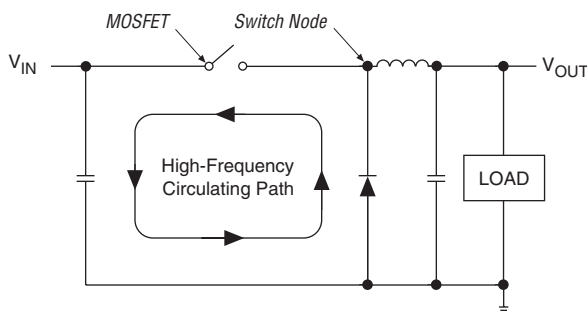 MOSFET
Switch Node
V_IN
V_OUT
High-Frequency
Circulating Path
LOAD